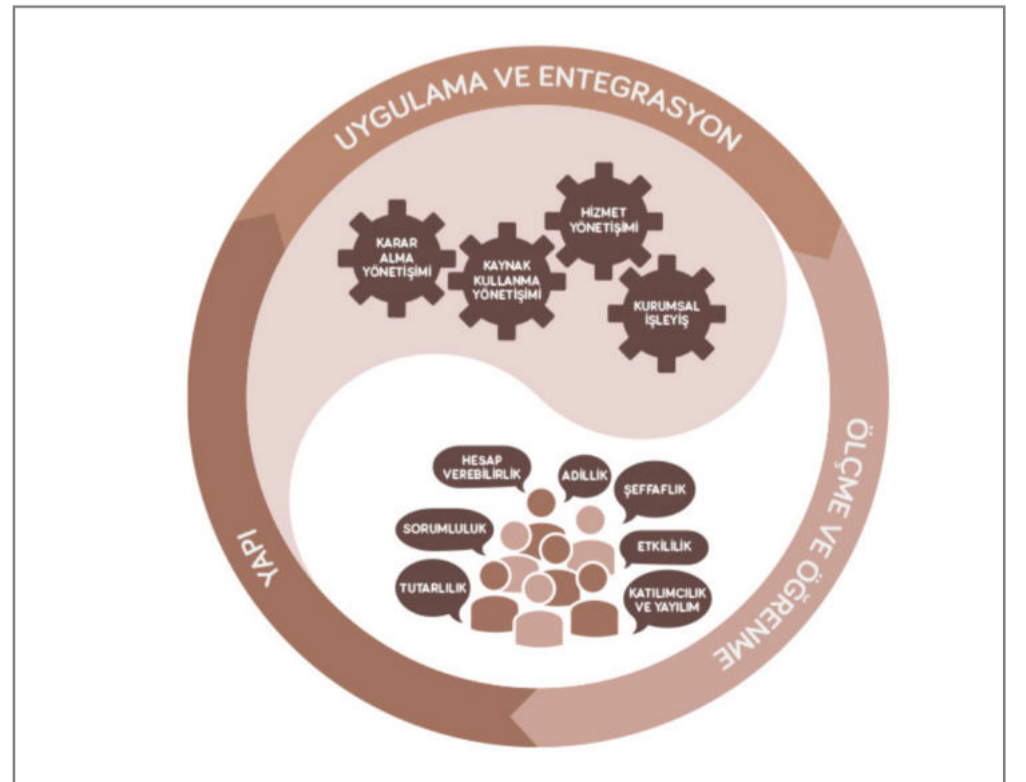 UYGULAMA VE ENTEGRASYON
KARAR
ALMA
YÖNETİŞİMİ
KAYNAK
KULLANMA
YÖNETİŞİMİ
HİZMET
YÖNETİŞİMİ
KURUMSAL
İŞLEYİŞ
ÖLÇME VE ÖĞRENME
YAPI
HESAP
VEREBİLİRLİK
ADİLLİK
ŞEFFAFLIK
SORUMLULUK
ETKİLİLİK
TUTARLILIK
KATILIMCILIK
VE YAYILIM